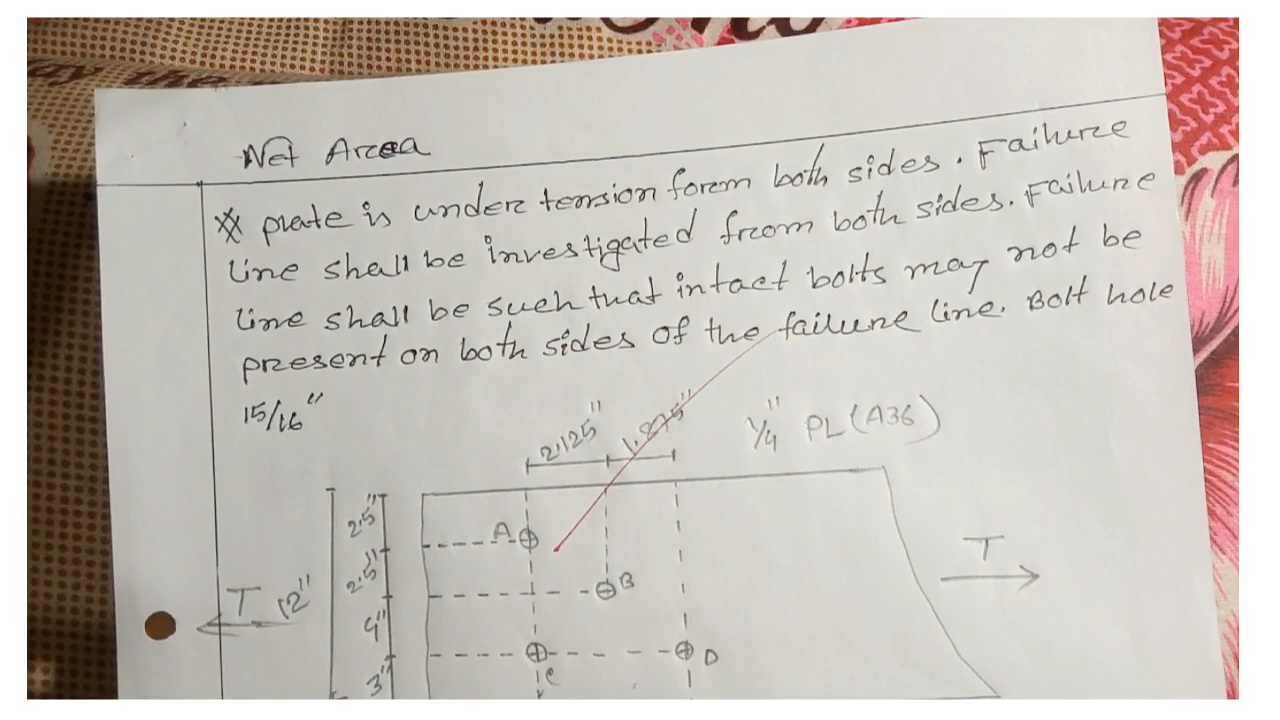 Net Area
※ plate is under tension form both sides. Failure
line shall be investigated from both sides. Failure
line shall be such that intact bolts may not be
present on both sides of the failure line. Bolt hole
15/16"
2.125" 1.875" 1/4" PL (A36)
2.5"
A
T
2.5"
B
T 12"
4"
D
C
3"